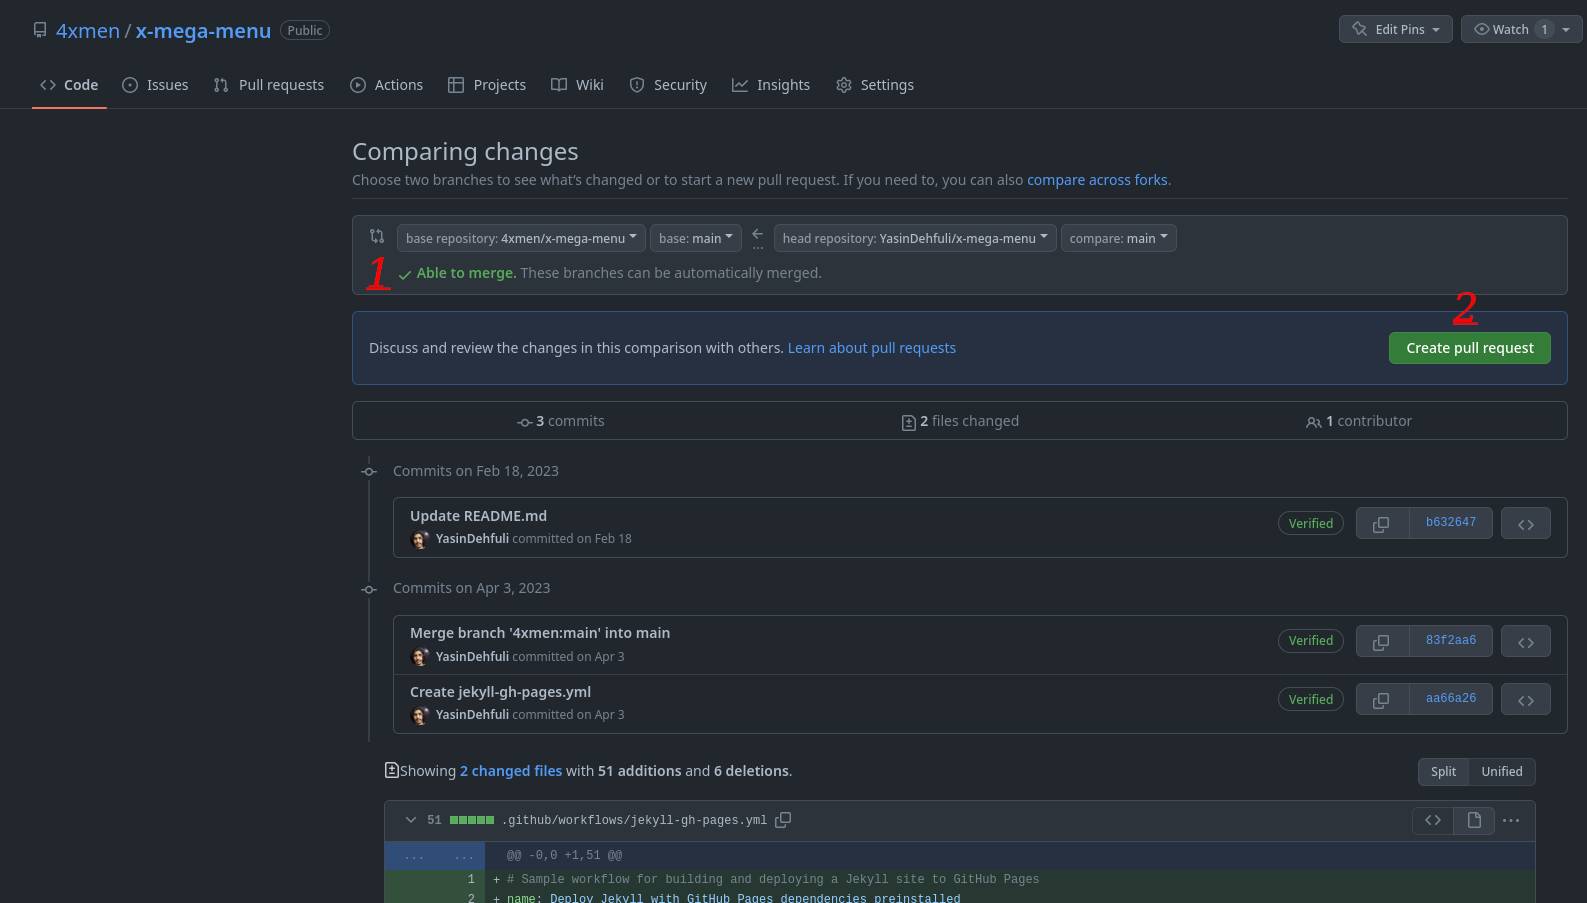 4xmen / x-mega-menu Public
Edit Pins
Watch 1
Code
Issues
Pull requests
Actions
Projects
Wiki
Security
Insights
Settings
Comparing changes
Choose two branches to see what's changed or to start a new pull request. If you need to, you can also compare across forks.
base repository: 4xmen/x-mega-menu
base: main
...
head repository: YasinDehfuli/x-mega-menu
compare: main
1
Able to merge. These branches can be automatically merged.
2
Discuss and review the changes in this comparison with others. Learn about pull requests
Create pull request
3 commits
2 files changed
1 contributor
Commits on Feb 18, 2023
Update README.md
YasinDehfuli committed on Feb 18
Verified
b632647
Commits on Apr 3, 2023
Merge branch '4xmen:main' into main
YasinDehfuli committed on Apr 3
Verified
83f2aa6
Create jekyll-gh-pages.yml
YasinDehfuli committed on Apr 3
Verified
aa66a26
Showing 2 changed files with 51 additions and 6 deletions.
Split
Unified
51 .github/workflows/jekyll-gh-pages.yml
... ... @@ -0,0 +1,51 @@
1 + # Sample workflow for building and deploying a Jekyll site to GitHub Pages
2 + name: Deploy Jekyll with GitHub Pages dependencies preinstalled